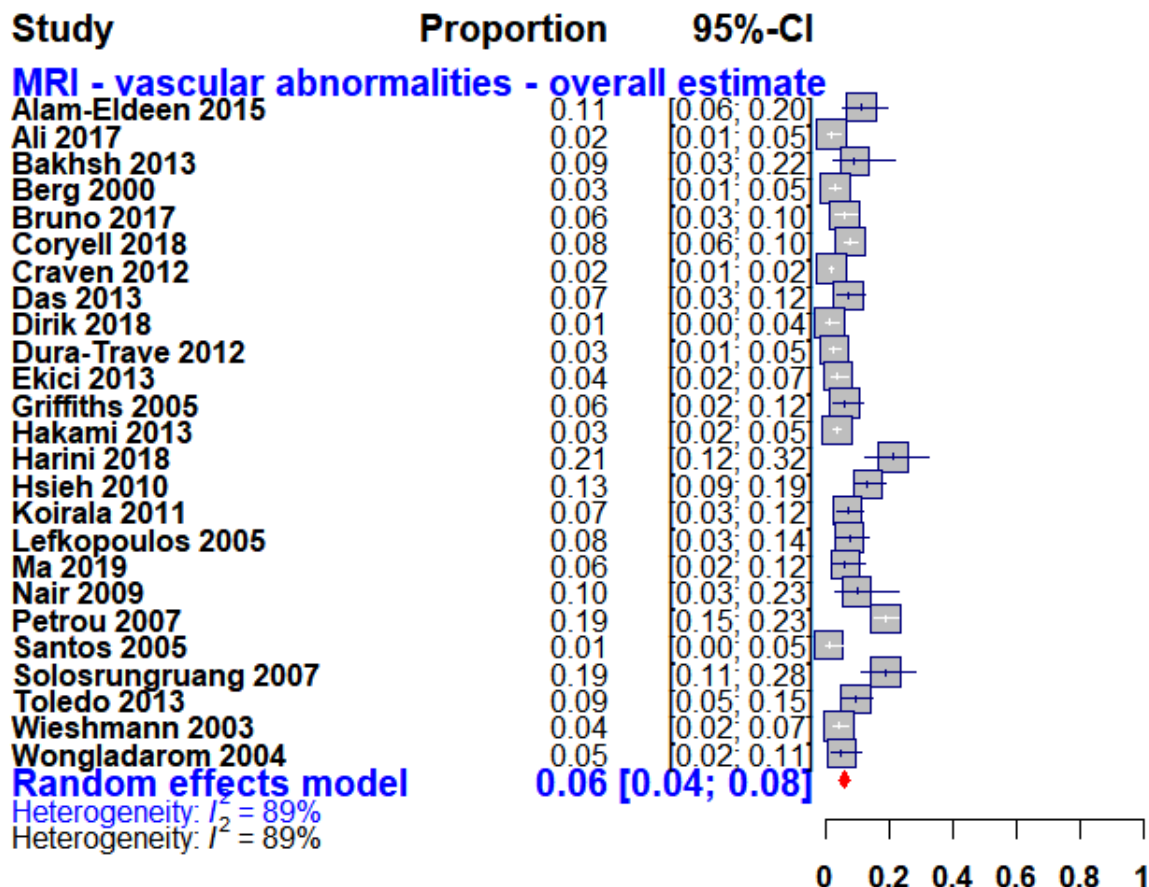 Study Proportion 95%-CI
MRI - vascular abnormalities - overall estimate
Alam-Eldeen 2015 0.11 [0.06; 0.20]
Ali 2017 0.02 [0.01; 0.05]
Bakhsh 2013 0.09 [0.03; 0.22]
Berg 2000 0.03 [0.01; 0.05]
Bruno 2017 0.06 [0.03; 0.10]
Coryell 2018 0.08 [0.06; 0.10]
Craven 2012 0.02 [0.01; 0.02]
Das 2013 0.07 [0.03; 0.12]
Dirik 2018 0.01 [0.00; 0.04]
Dura-Trave 2012 0.03 [0.01; 0.05]
Ekici 2013 0.04 [0.02; 0.07]
Griffiths 2005 0.06 [0.02; 0.12]
Hakami 2013 0.03 [0.02; 0.05]
Harini 2018 0.21 [0.12; 0.32]
Hsieh 2010 0.13 [0.09; 0.19]
Koirala 2011 0.07 [0.03; 0.12]
Lefkopoulos 2005 0.08 [0.03; 0.14]
Ma 2019 0.06 [0.02; 0.12]
Nair 2009 0.10 [0.03; 0.23]
Petrou 2007 0.19 [0.15; 0.23]
Santos 2005 0.01 [0.00; 0.05]
Solosrungruang 2007 0.19 [0.11; 0.28]
Toledo 2013 0.09 [0.05; 0.15]
Wieshmann 2003 0.04 [0.02; 0.07]
Wongladarom 2004 0.05 [0.02; 0.11]
Random effects model 0.06 [0.04; 0.08]
Heterogeneity: I² = 89%
Heterogeneity: I² = 89%
0 0.2 0.4 0.6 0.8 1